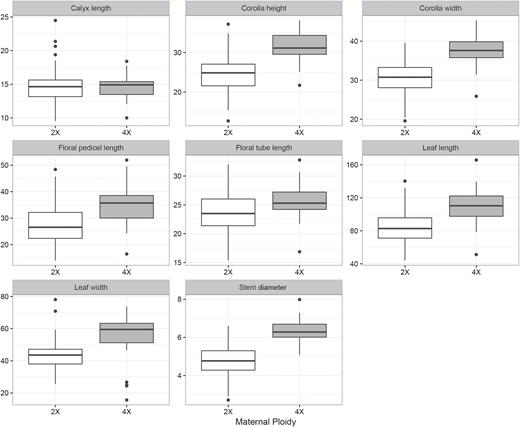 Calyx length
Corolla height
Corolla width
25
20
15
10
2X
4X
30
20
2X
4X
40
30
20
2X
4X
Floral pedicel length
Floral tube length
Leaf length
50
40
30
20
2X
4X
30
25
20
15
2X
4X
160
120
80
40
2X
4X
Leaf width
Stem diameter
80
60
40
20
2X
4X
8
6
4
2X
4X
Maternal Ploidy